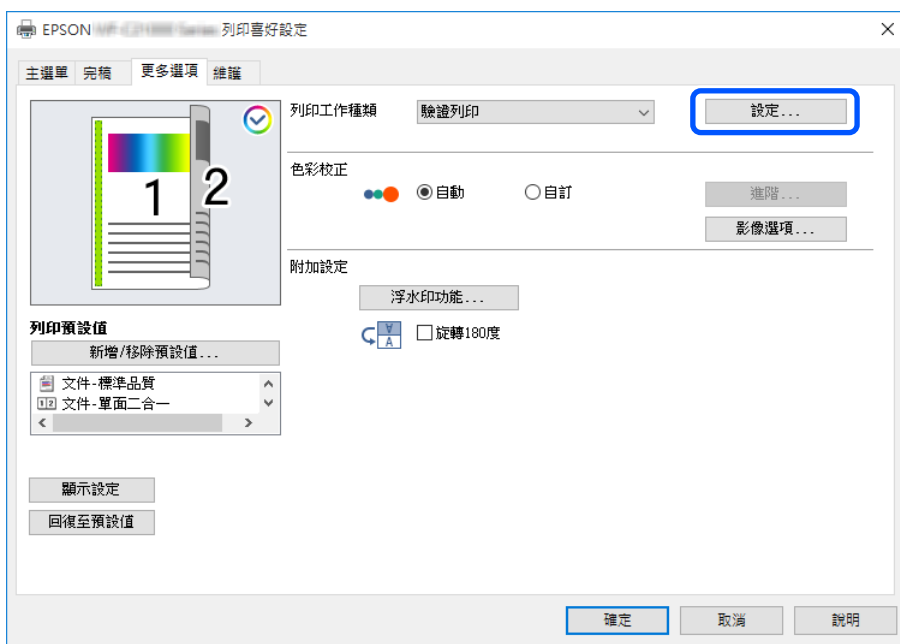 EPSON 列印喜好設定
主選單 完稿 更多選項 維護
列印工作種類 驗證列印 設定...
1 2
色彩校正
自動 自訂 進階...
影像選項...
附加設定
浮水印功能...
A
A 旋轉180度
列印預設值
新增/移除預設值...
文件-標準品質
1 2 文件-單面二合一
顯示設定
回復至預設值
確定 取消 說明